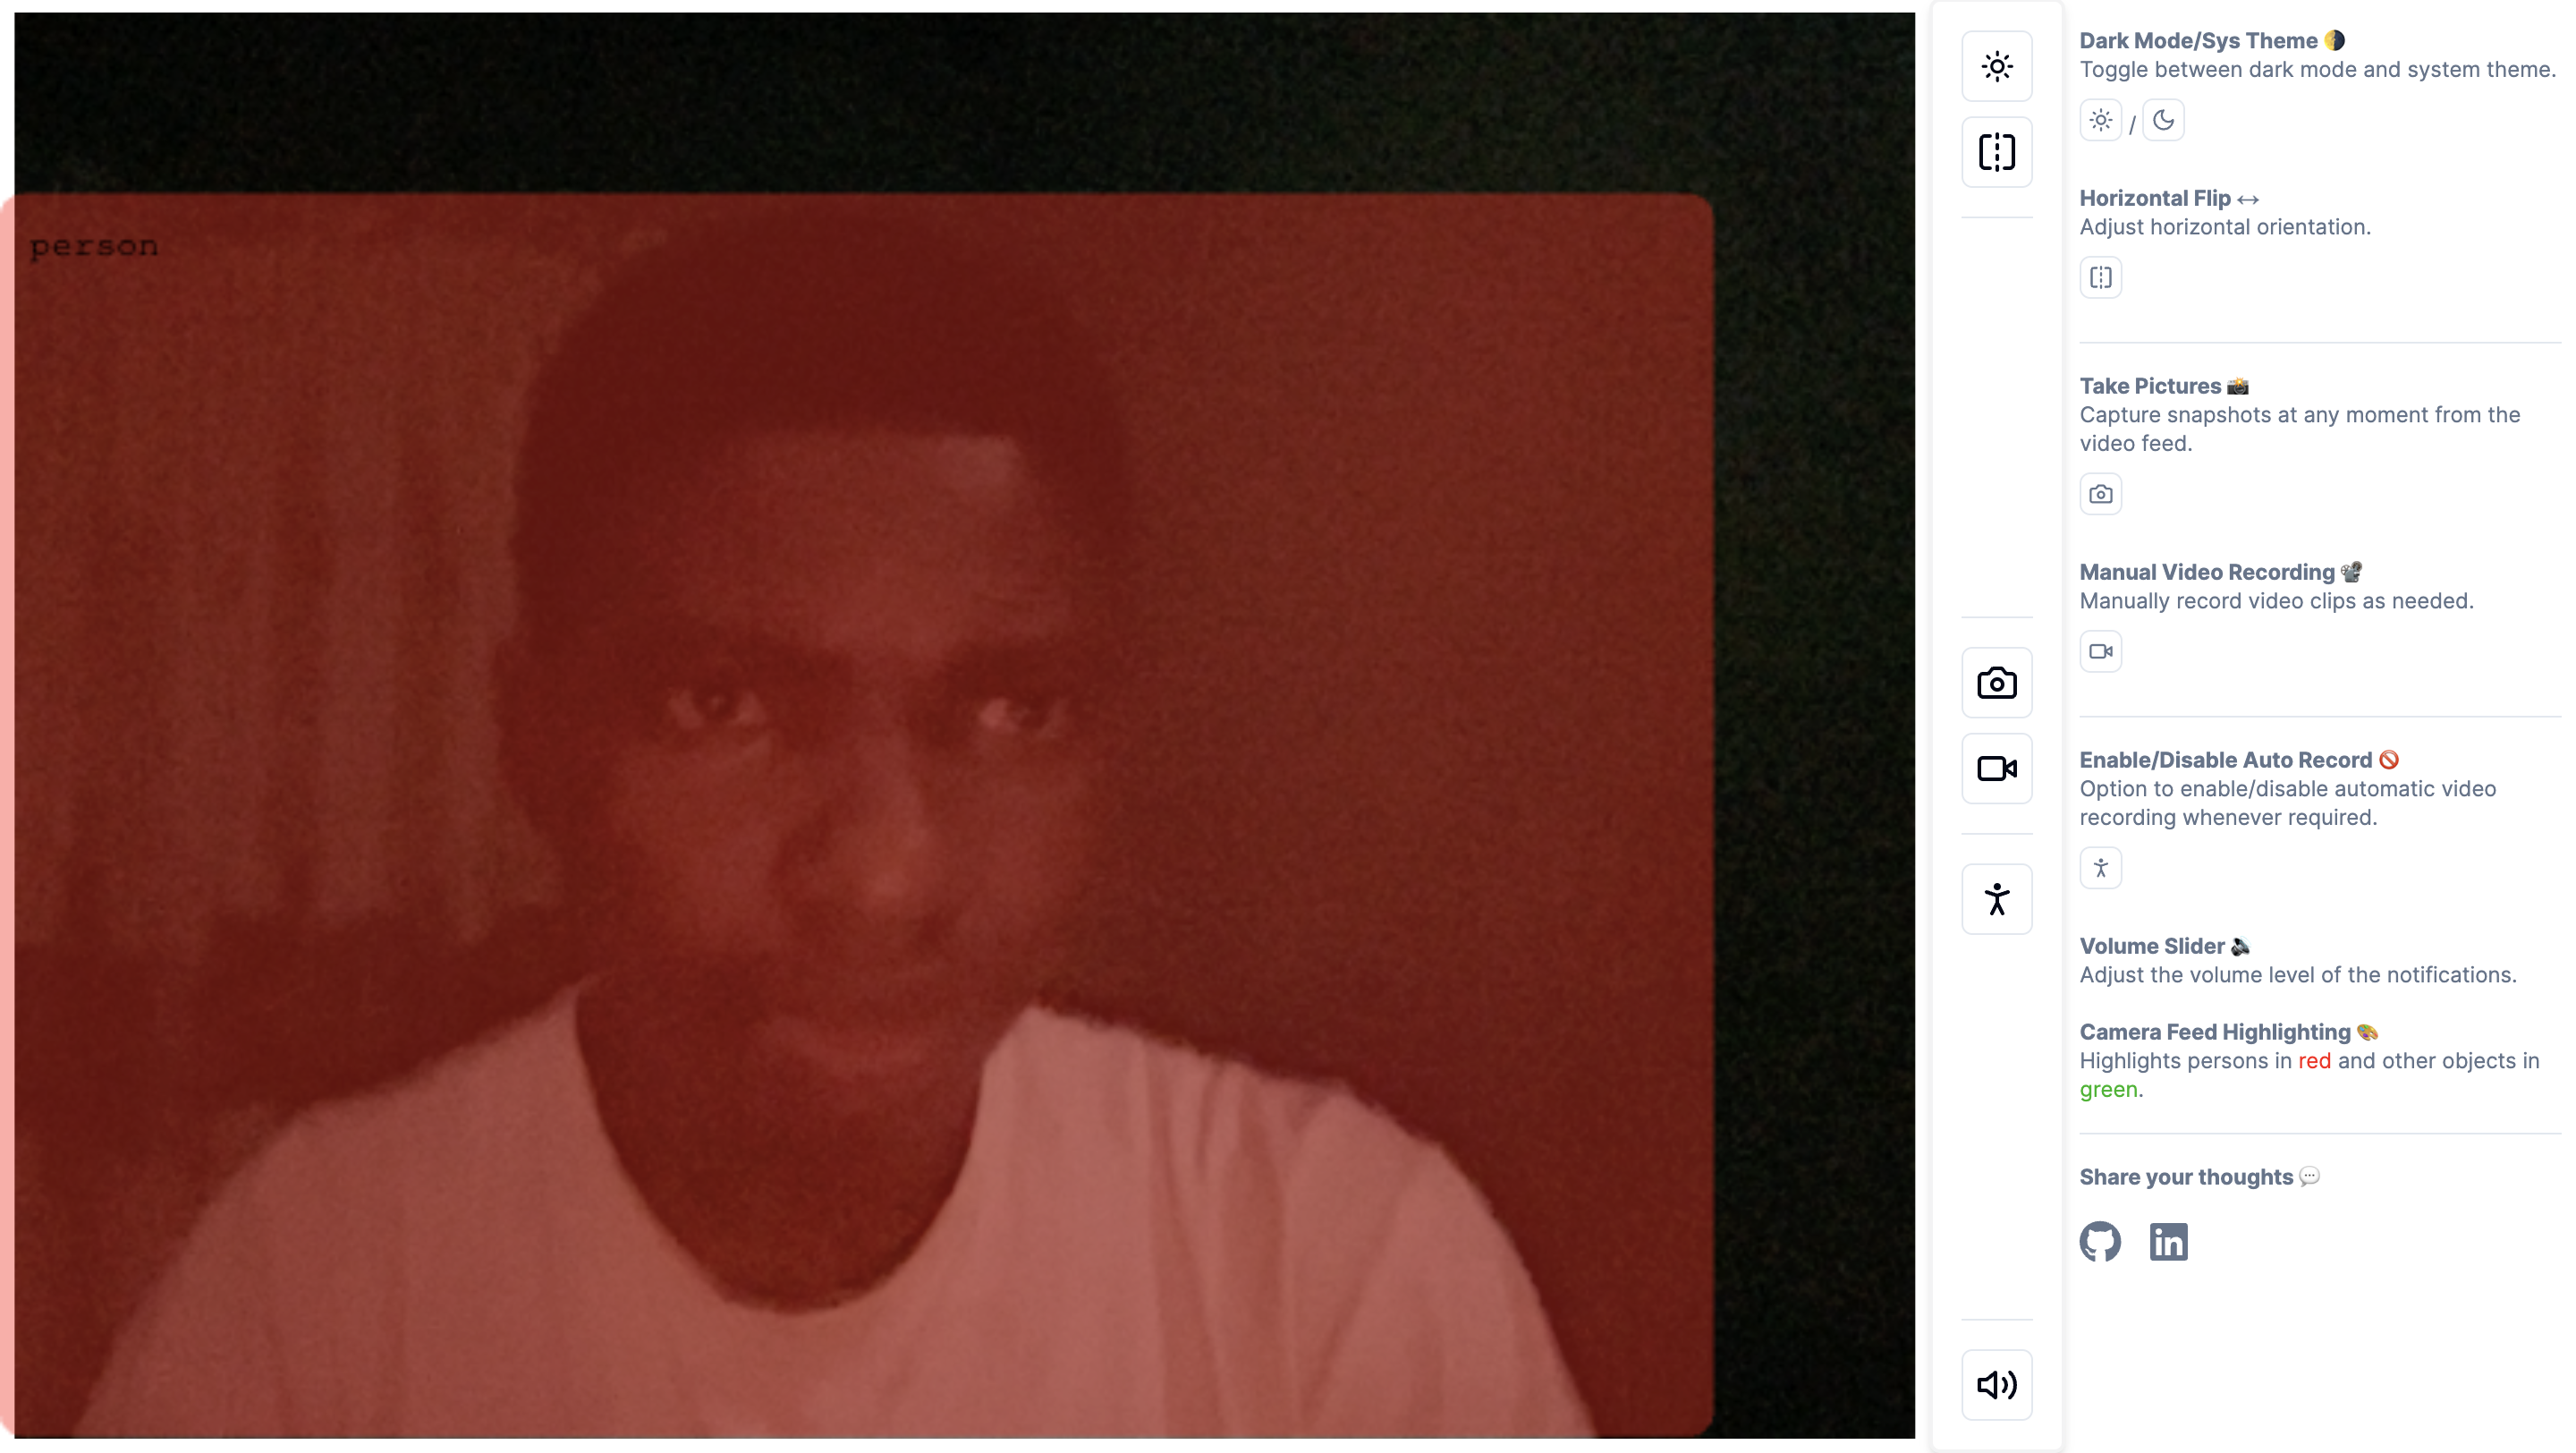 person
Dark Mode/Sys Theme 🌗
Toggle between dark mode and system theme.
/
Horizontal Flip ↔
Adjust horizontal orientation.
Take Pictures 📸
Capture snapshots at any moment from the
video feed.
Manual Video Recording 📽️
Manually record video clips as needed.
Enable/Disable Auto Record 🚫
Option to enable/disable automatic video
recording whenever required.
Volume Slider 🔊
Adjust the volume level of the notifications.
Camera Feed Highlighting 🎨
Highlights persons in red and other objects in
green.
Share your thoughts 💬
in